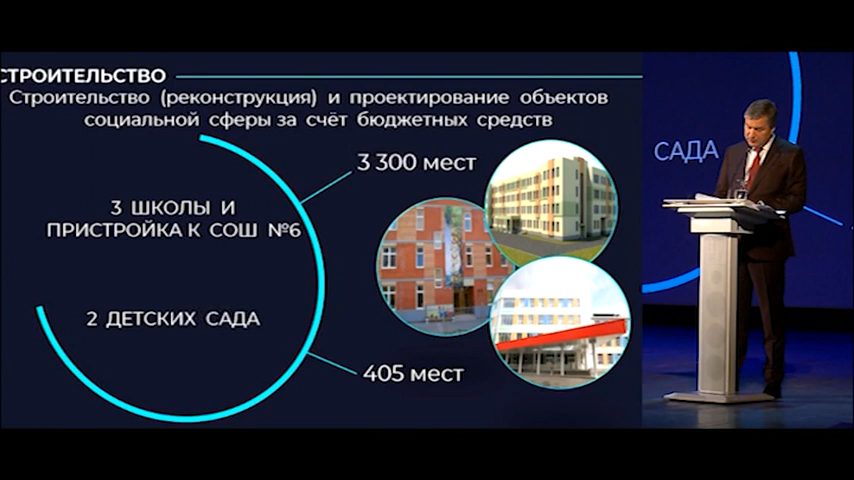 СТРОИТЕЛЬСТВО
Строительство (реконструкция) и проектирование объектов
социальной сферы за счёт бюджетных средств
3 300 мест
3 ШКОЛЫ И
ПРИСТРОЙКА К СОШ №6
2 ДЕТСКИХ САДА
405 мест
САДА